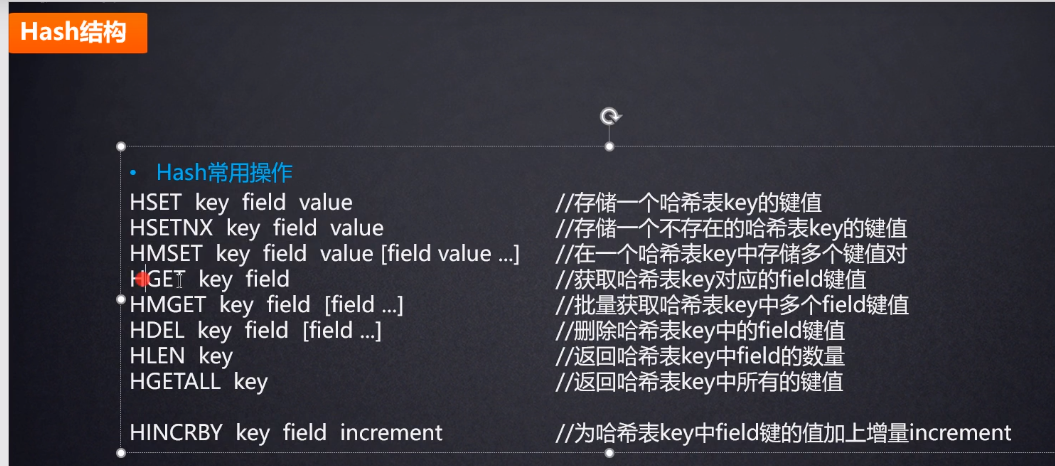 Hash结构
• Hash常用操作
HSET key field value //存储一个哈希表key的键值
HSETNX key field value //存储一个不存在的哈希表key的键值
HMSET key field value [field value ...] //在一个哈希表key中存储多个键值对
HGET key field //获取哈希表key对应的field键值
HMGET key field [field ...] //批量获取哈希表key中多个field键值
HDEL key field [field ...] //删除哈希表key中的field键值
HLEN key //返回哈希表key中field的数量
HGETALL key //返回哈希表key中所有的键值
HINCRBY key field increment //为哈希表key中field键的值加上增量increment